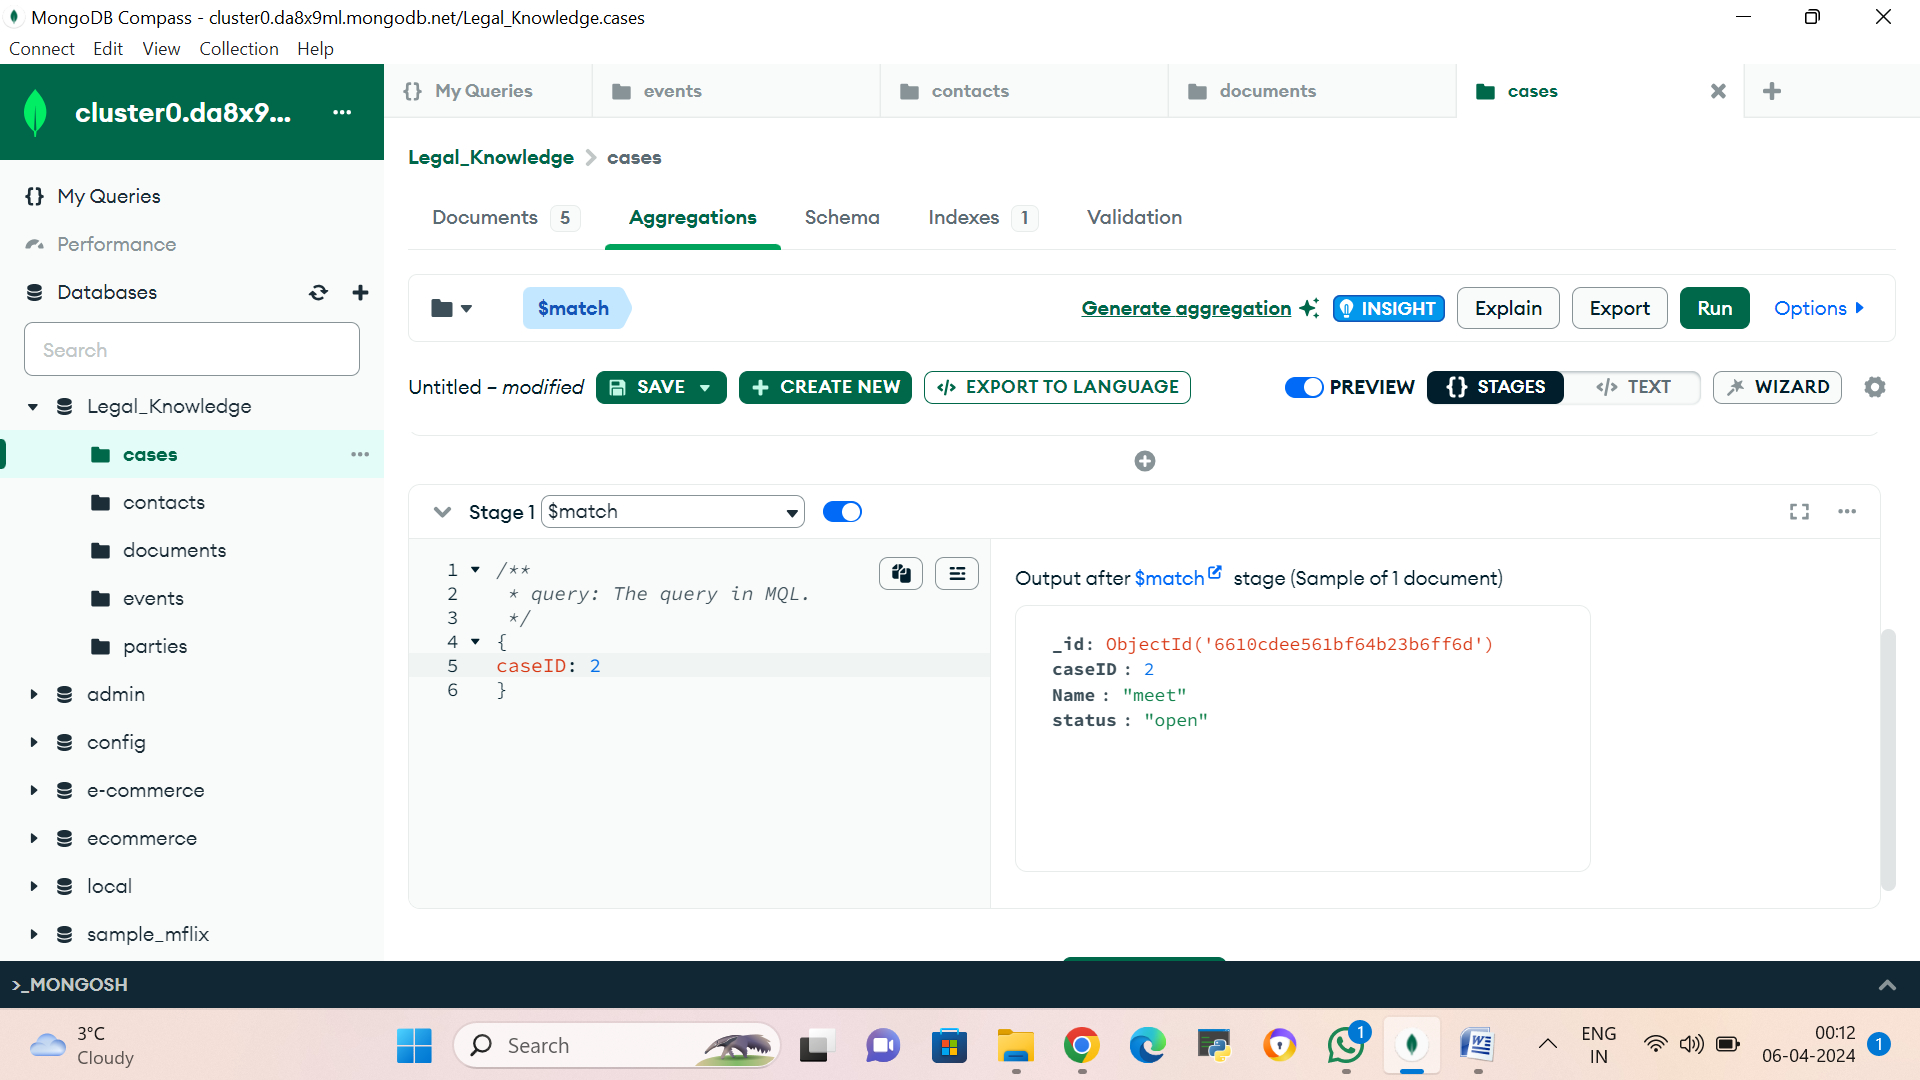 MongoDB Compass - cluster0.da8x9ml.mongodb.net/Legal_Knowledge.cases
Connect Edit View Collection Help
cluster0.da8x9...
My Queries
Performance
Databases
Search
Legal_Knowledge
cases
contacts
documents
events
parties
admin
config
e-commerce
ecommerce
local
sample_mflix
{} My Queries
events
contacts
documents
cases
Legal_Knowledge > cases
Documents 5
Aggregations
Schema
Indexes 1
Validation
$match
Generate aggregation
INSIGHT
Explain
Export
Run
Options
Untitled – modified
SAVE
+ CREATE NEW
</> EXPORT TO LANGUAGE
PREVIEW
{} STAGES
</> TEXT
WIZARD
Stage 1 $match
1 /**
2 * query: The query in MQL.
3 */
4 {
5 caseID: 2
6 }
Output after $match stage (Sample of 1 document)
_id: ObjectId('6610cdee561bf64b23b6ff6d')
caseID : 2
Name : "meet"
status : "open"
>_MONGOSH
3°C
Cloudy
Search
1
ENG
IN
00:12
06-04-2024
1